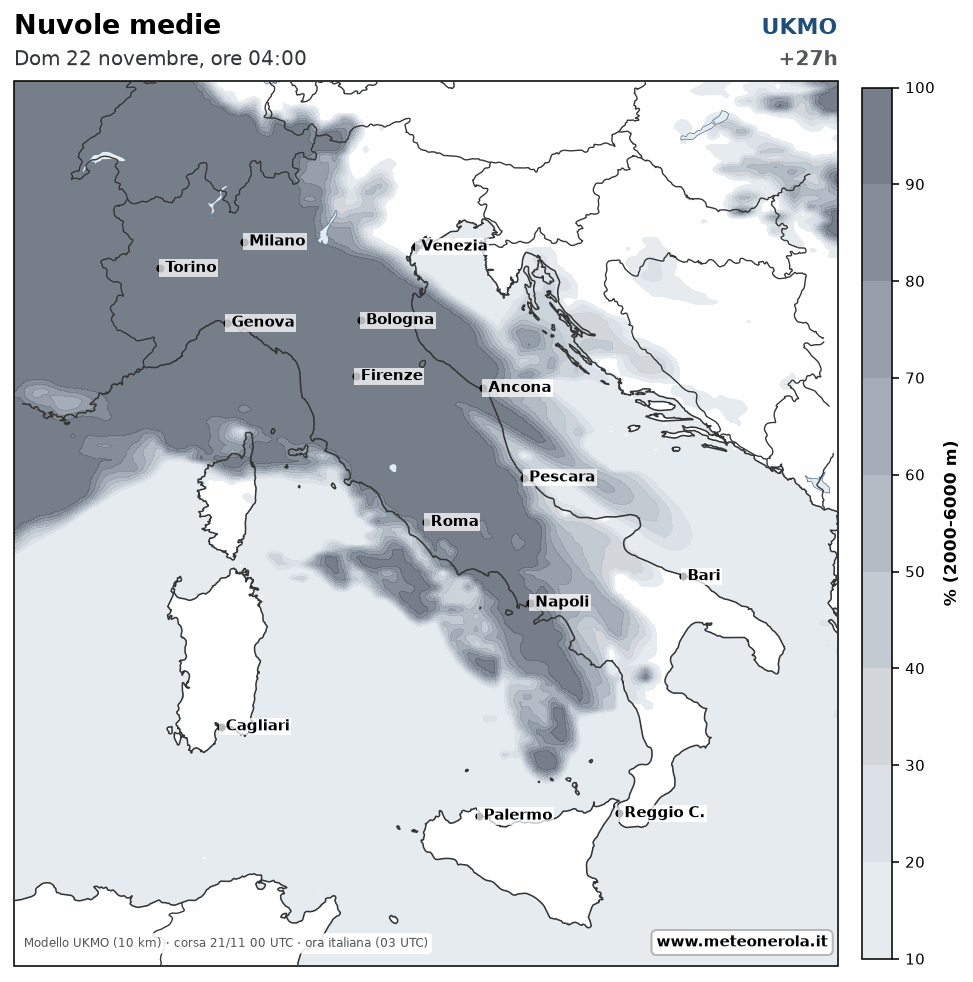 Nuvole medie
UKMO
Dom 22 novembre, ore 04:00
+27h
100
90
80
70
60
50
40
30
20
10
% (2000-6000 m)
Milano
Venezia
Torino
Genova
Bologna
Firenze
Ancona
Pescara
Roma
Bari
Napoli
Cagliari
Palermo
Reggio C.
Modello UKMO (10 km) · corsa 21/11 00 UTC · ora italiana (03 UTC)
www.meteonerola.it